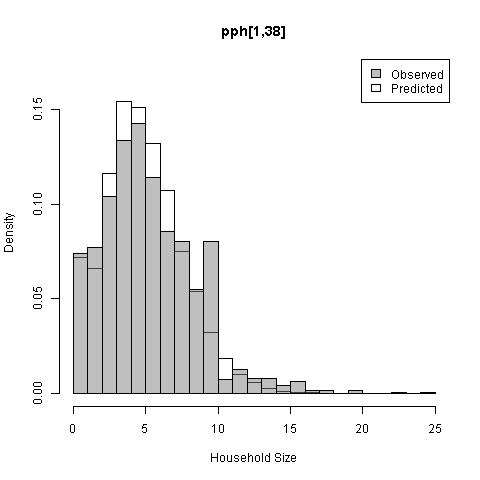 pph[1,38]
Observed
Predicted
0.15
0.10
0.05
0.00
Density
0 5 10 15 20 25
Household Size